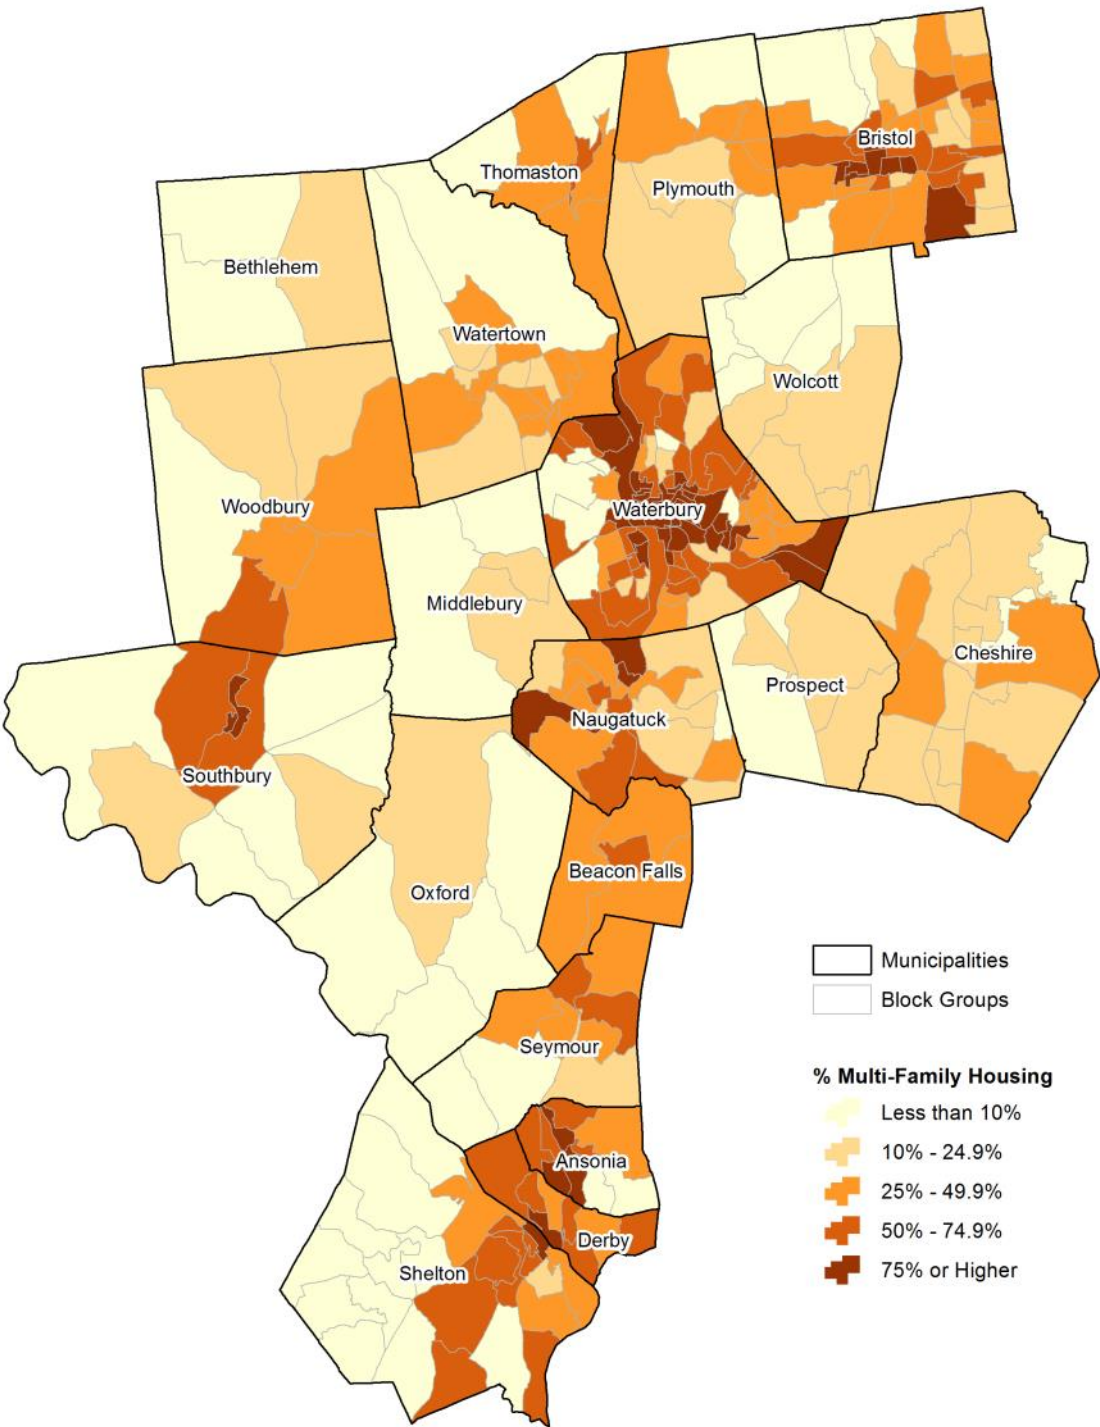 Bristol
Thomaston
Plymouth
Bethlehem
Watertown
Wolcott
Woodbury
Waterbury
Middlebury
Cheshire
Prospect
Naugatuck
Southbury
Beacon Falls
Oxford
Municipalities
Block Groups
Seymour
% Multi-Family Housing
Less than 10%
10% - 24.9%
Ansonia
25% - 49.9%
50% - 74.9%
Derby
Shelton
75% or Higher